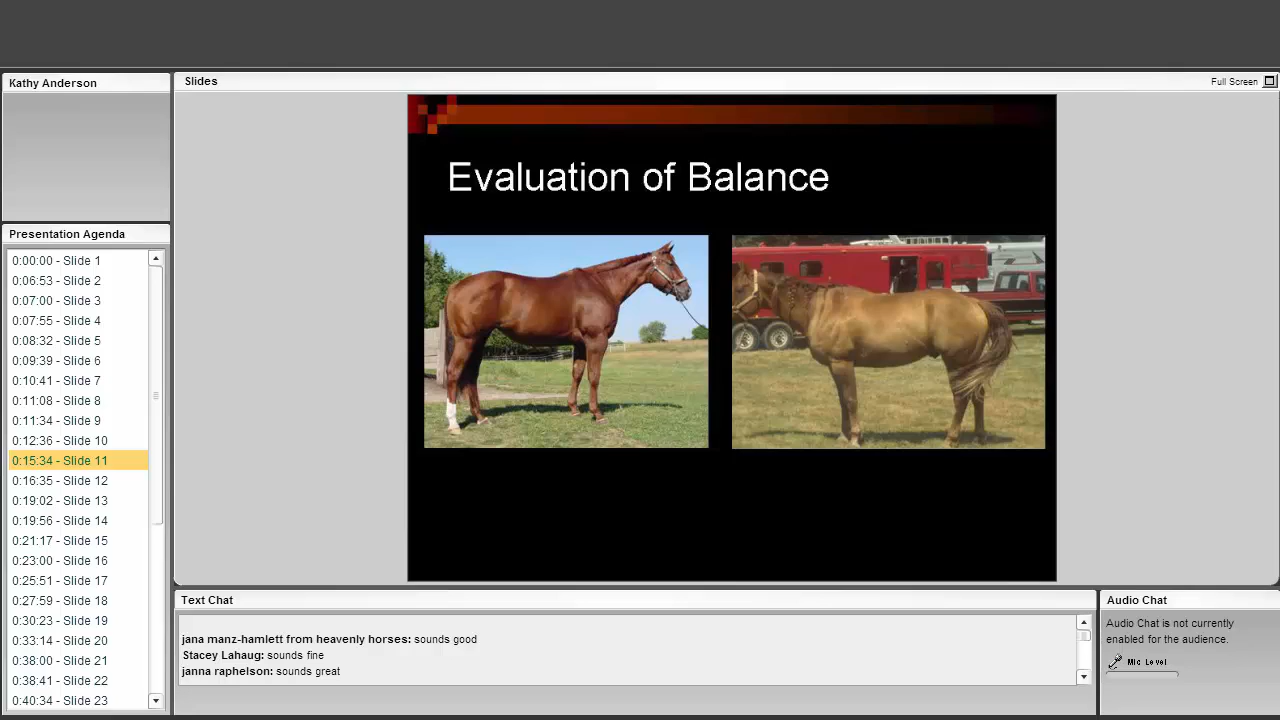 Kathy Anderson
Slides
Full Screen
Evaluation of Balance
Presentation Agenda
0:00:00 - Slide 1
0:06:53 - Slide 2
0:07:00 - Slide 3
0:07:55 - Slide 4
0:08:32 - Slide 5
0:09:39 - Slide 6
0:10:41 - Slide 7
0:11:08 - Slide 8
0:11:34 - Slide 9
0:12:36 - Slide 10
0:15:34 - Slide 11
0:16:35 - Slide 12
0:19:02 - Slide 13
0:19:56 - Slide 14
0:21:17 - Slide 15
0:23:00 - Slide 16
0:25:51 - Slide 17
0:27:59 - Slide 18
0:30:23 - Slide 19
0:33:14 - Slide 20
0:38:00 - Slide 21
0:38:41 - Slide 22
0:40:34 - Slide 23
Text Chat
jana manz-hamlett from heavenly horses: sounds good
Stacey Lahaug: sounds fine
janna raphelson: sounds great
Audio Chat
Audio Chat is not currently
enabled for the audience.
Mic Level